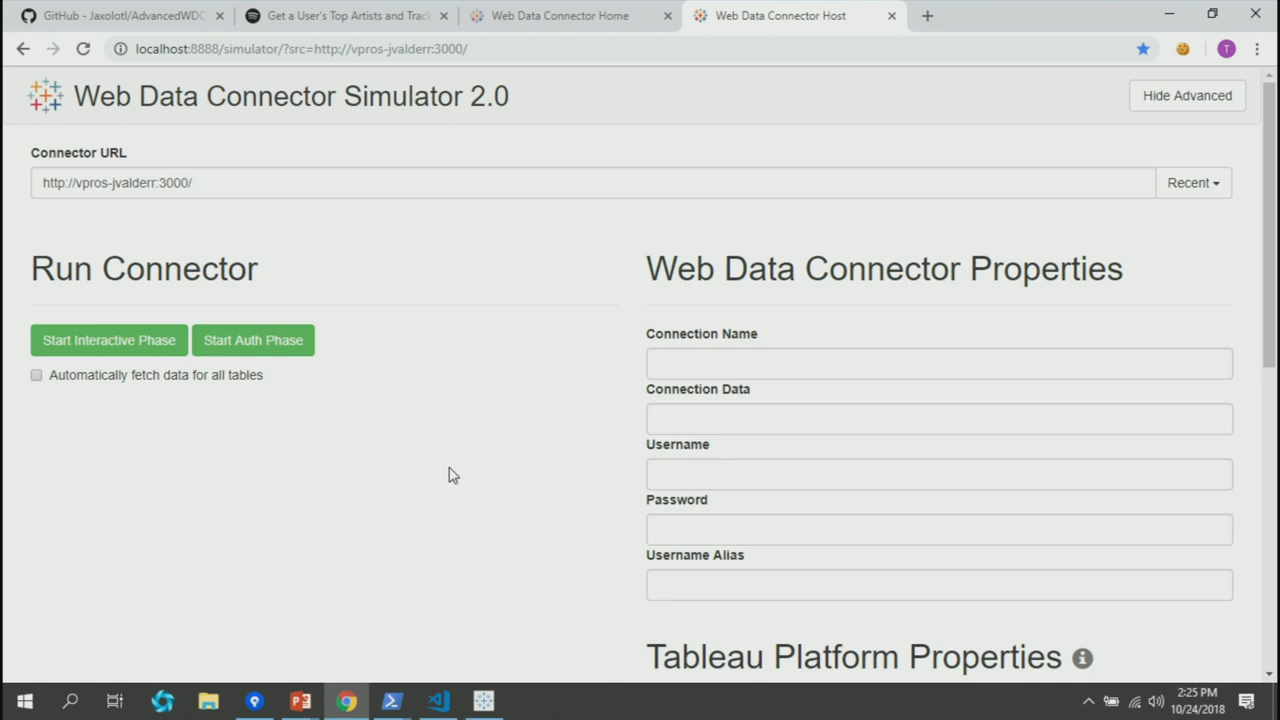 GitHub - Jaxolotl/AdvancedWDC
Get a User's Top Artists and Track
Web Data Connector Home
Web Data Connector Host
localhost:8888/simulator/?src=http://vpros-jvalderr:3000/
T
Web Data Connector Simulator 2.0
Hide Advanced
Connector URL
http://vpros-jvalderr:3000/
Recent
Run Connector
Start Interactive Phase
Start Auth Phase
Automatically fetch data for all tables
Web Data Connector Properties
Connection Name
Connection Data
Username
Password
Username Alias
Tableau Platform Properties
2:25 PM
10/24/2018